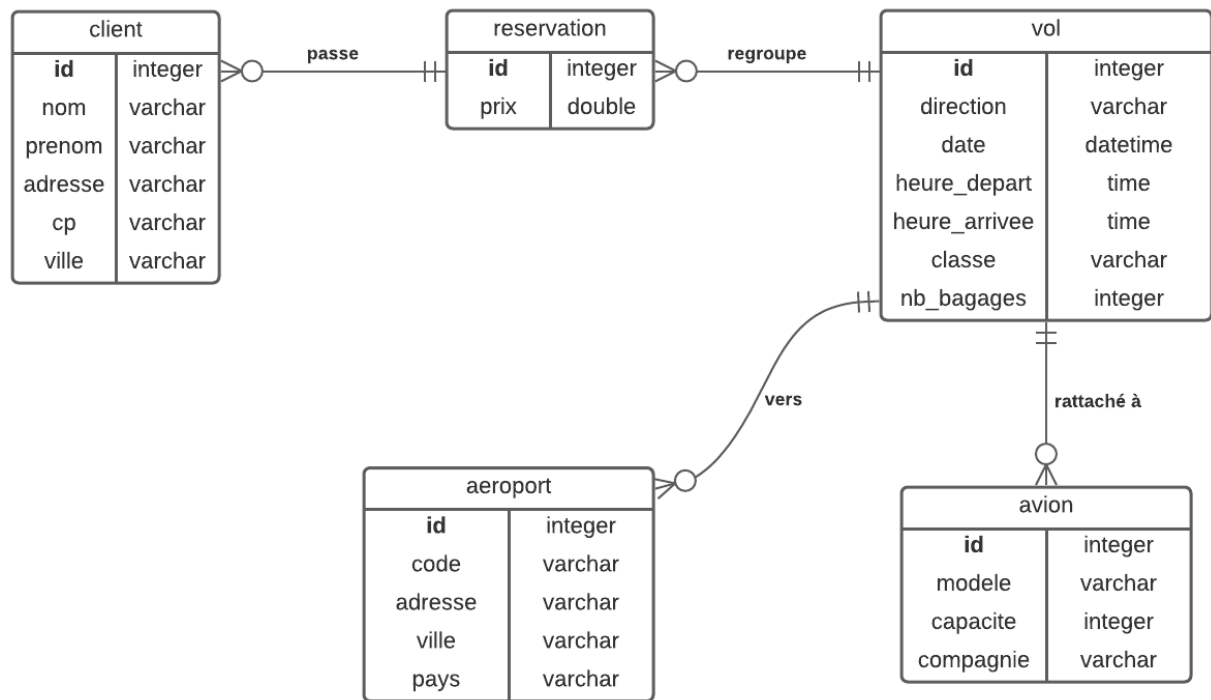 client
id integer
nom varchar
prenom varchar
adresse varchar
cp varchar
ville varchar
passe
reservation
id integer
prix double
regroupe
vol
id integer
direction varchar
date datetime
heure_depart time
heure_arrivee time
classe varchar
nb_bagages integer
vers
rattaché à
aeroport
id integer
code varchar
adresse varchar
ville varchar
pays varchar
avion
id integer
modele varchar
capacite integer
compagnie varchar